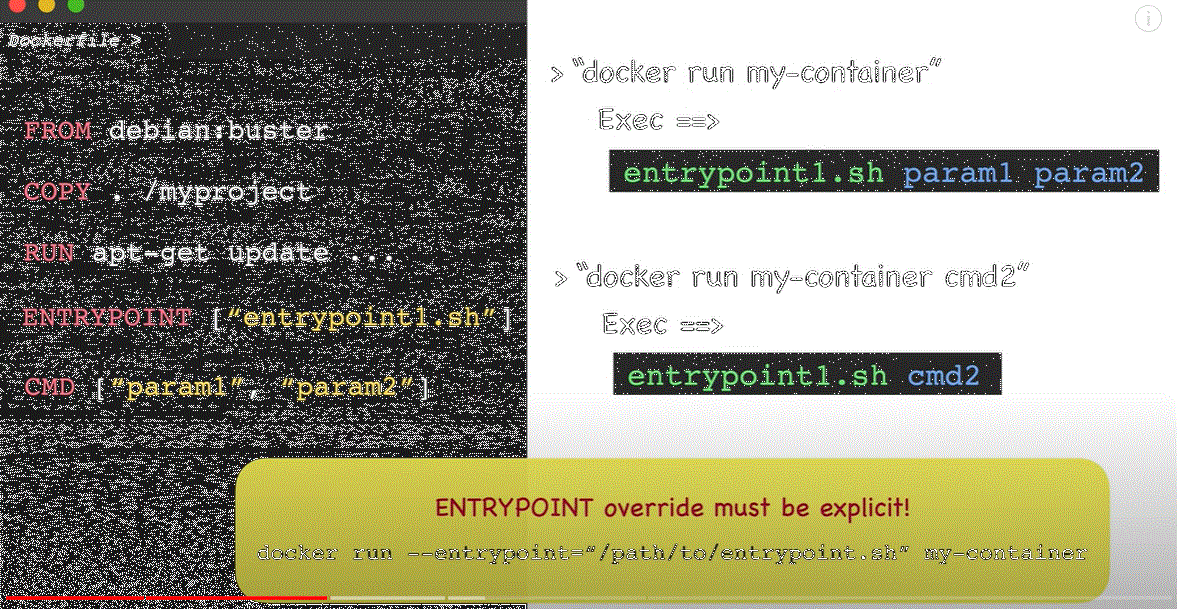 Dockerfile >
FROM debian:buster
COPY . /myproject
RUN apt-get update ...
ENTRYPOINT [“entrypoint1.sh”]
CMD [“param1”, “param2”]
> “docker run my-container”
Exec ==>
entrypoint1.sh param1 param2
> “docker run my-container cmd2”
Exec ==>
entrypoint1.sh cmd2
ENTRYPOINT override must be explicit!
docker run --entrypoint=“/path/to/entrypoint.sh” my-container